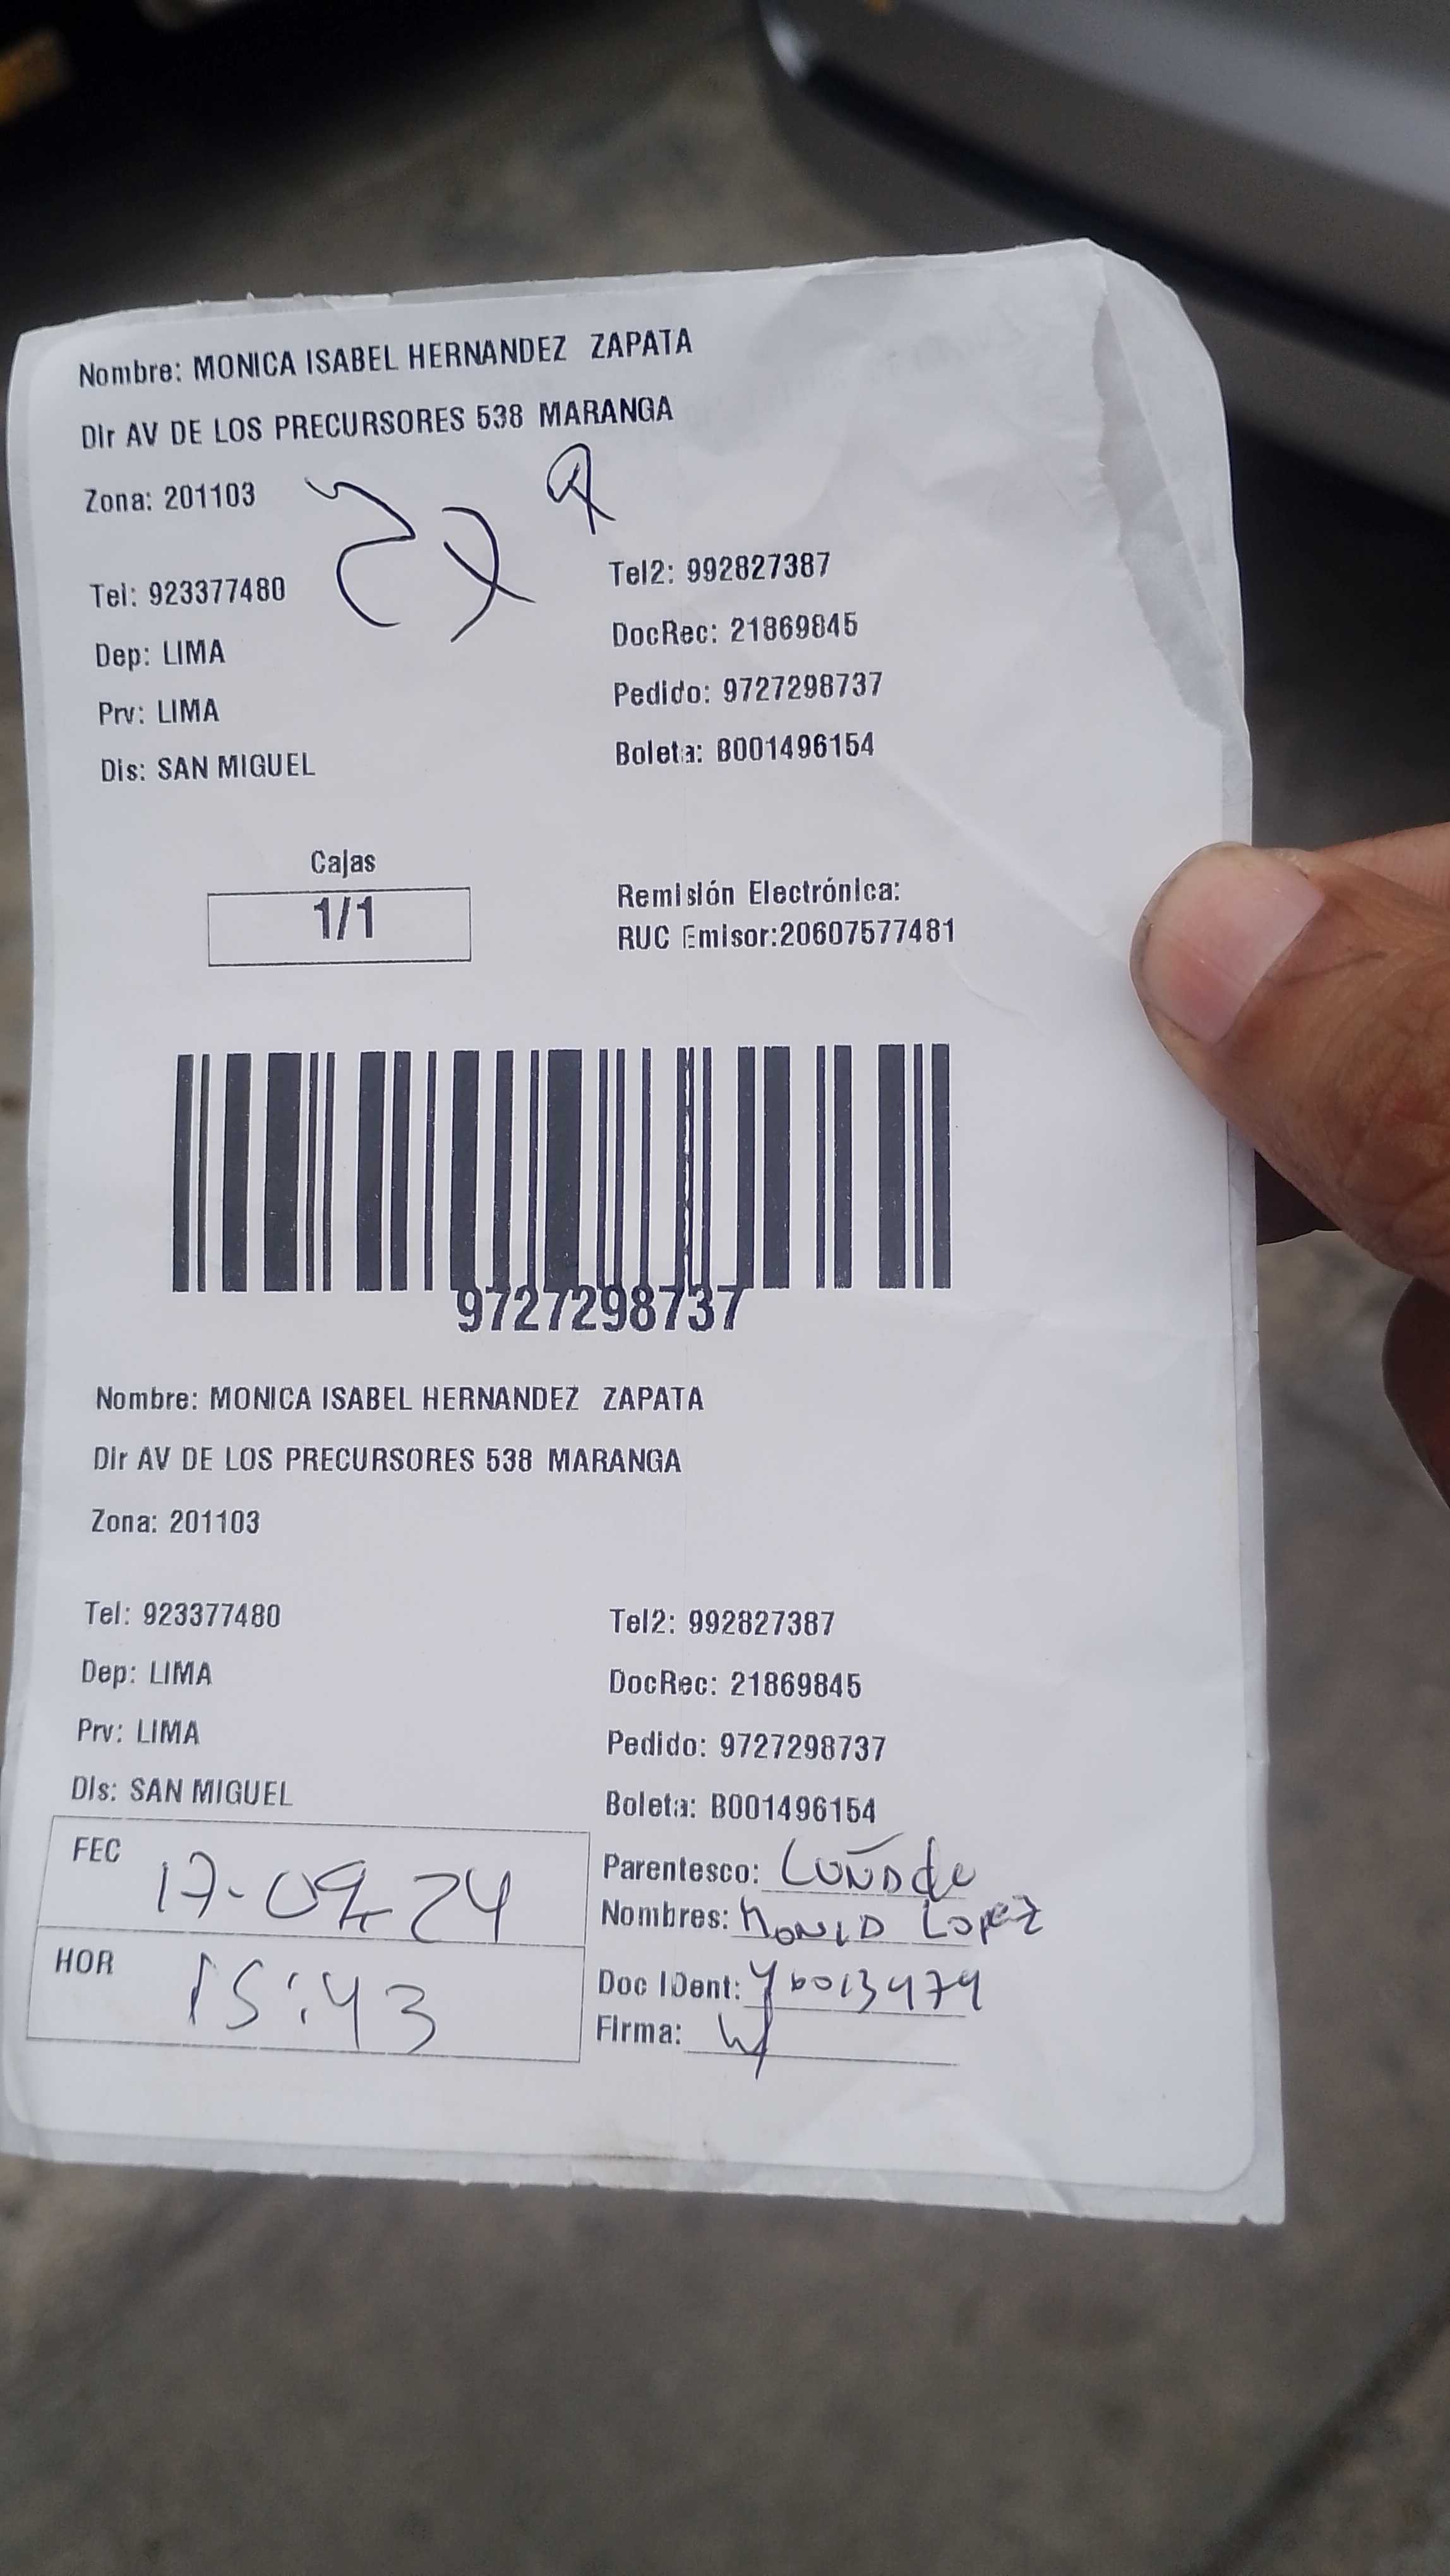 Nombre: MONICA ISABEL HERNANDEZ ZAPATA
Dir AV DE LOS PRECURSORES 538 MARANGA
Zona: 201103
Tel: 923377480
Tel2: 992827387
Dep: LIMA
DocRec: 21869845
Prv: LIMA
Pedido: 9727298737
Dis: SAN MIGUEL
Boleta: B001496154
Cajas
1/1
Remisión Electrónica:
RUC Emisor:20607577481
9727298737
Nombre: MONICA ISABEL HERNANDEZ ZAPATA
Dir AV DE LOS PRECURSORES 538 MARANGA
Zona: 201103
Tel: 923377480
Tel2: 992827387
Dep: LIMA
DocRec: 21869845
Prv: LIMA
Pedido: 9727298737
Dis: SAN MIGUEL
Boleta: B001496154
FEC 17-09-24
Parentesco:
Nombres: Lopez
HOR 15:43
Doc IDent:
Firma: